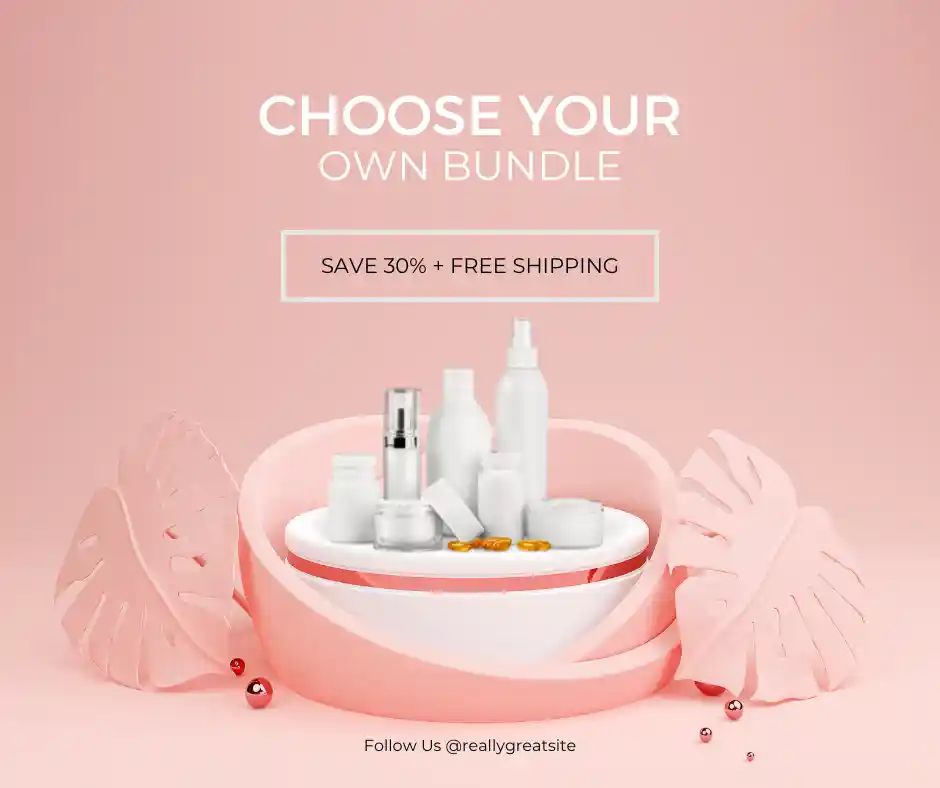 CHOOSE YOUR
OWN BUNDLE
SAVE 30% + FREE SHIPPING
Follow Us @reallygreatsite